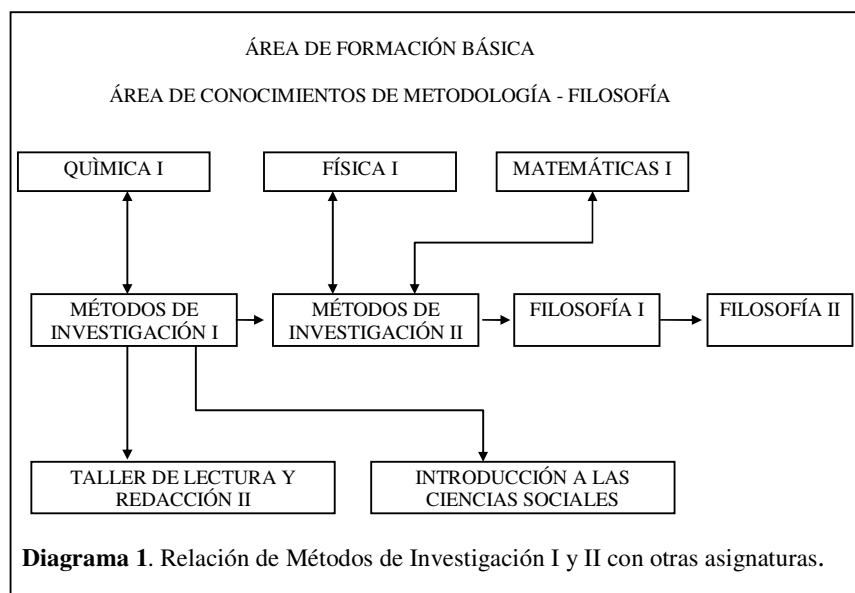 ÁREA DE FORMACIÓN BÁSICA
ÁREA DE CONOCIMIENTOS DE METODOLOGÍA - FILOSOFÍA
QUÌMICA I
FÍSICA I
MATEMÁTICAS I
MÉTODOS DE
INVESTIGACIÓN I
MÉTODOS DE
INVESTIGACIÓN II
FILOSOFÍA I
FILOSOFÍA II
TALLER DE LECTURA Y
REDACCIÓN II
INTRODUCCIÓN A LAS
CIENCIAS SOCIALES
Diagrama 1. Relación de Métodos de Investigación I y II con otras asignaturas.